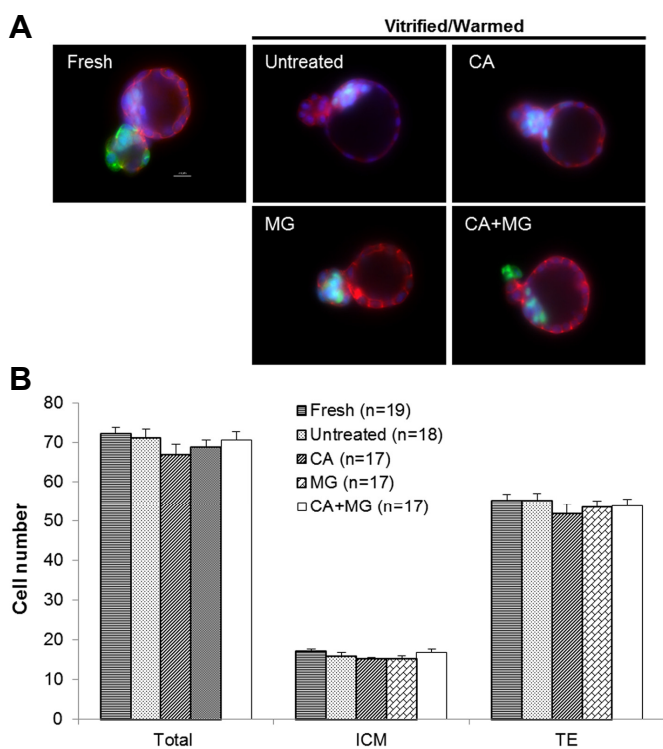 A
Vitrified/Warmed
Fresh
Untreated
CA
MG
CA+MG
B
Cell number
80
70
60
50
40
30
20
10
0
Fresh (n=19)
Untreated (n=18)
CA (n=17)
MG (n=17)
CA+MG (n=17)
Total
ICM
TE